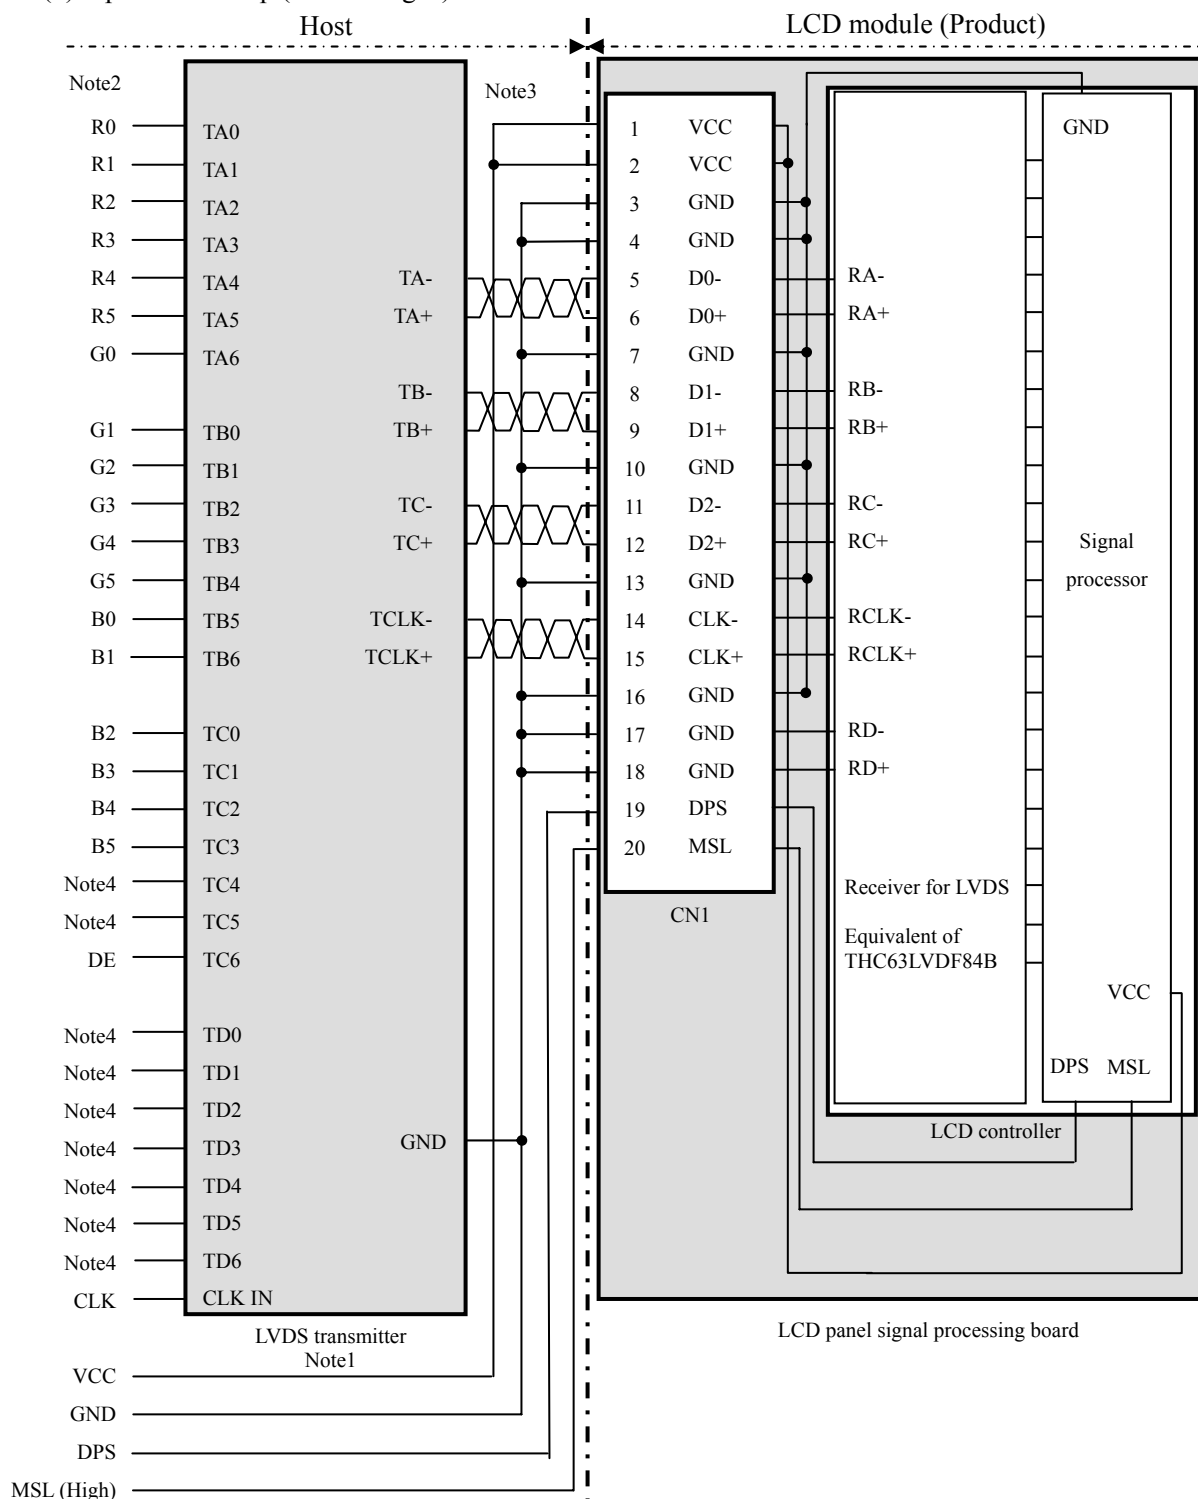 Host
LCD module (Product)
Note2
Note3
R0 TA0
R1 TA1
R2 TA2
R3 TA3
R4 TA4
R5 TA5
G0 TA6
G1 TB0
G2 TB1
G3 TB2
G4 TB3
G5 TB4
B0 TB5
B1 TB6
B2 TC0
B3 TC1
B4 TC2
B5 TC3
Note4 TC4
Note4 TC5
DE TC6
Note4 TD0
Note4 TD1
Note4 TD2
Note4 TD3
Note4 TD4
Note4 TD5
Note4 TD6
CLK CLK IN
TA-
TA+
TB-
TB+
TC-
TC+
TCLK-
TCLK+
GND
LVDS transmitter
Note1
VCC
GND
DPS
MSL (High)
1 VCC
2 VCC
3 GND
4 GND
5 D0-
6 D0+
7 GND
8 D1-
9 D1+
10 GND
11 D2-
12 D2+
13 GND
14 CLK-
15 CLK+
16 GND
17 GND
18 GND
19 DPS
20 MSL
CN1
RA-
RA+
RB-
RB+
RC-
RC+
RCLK-
RCLK+
RD-
RD+
Receiver for LVDS
Equivalent of
THC63LVDF84B
GND
Signal
processor
VCC
DPS MSL
LCD controller
LCD panel signal processing board